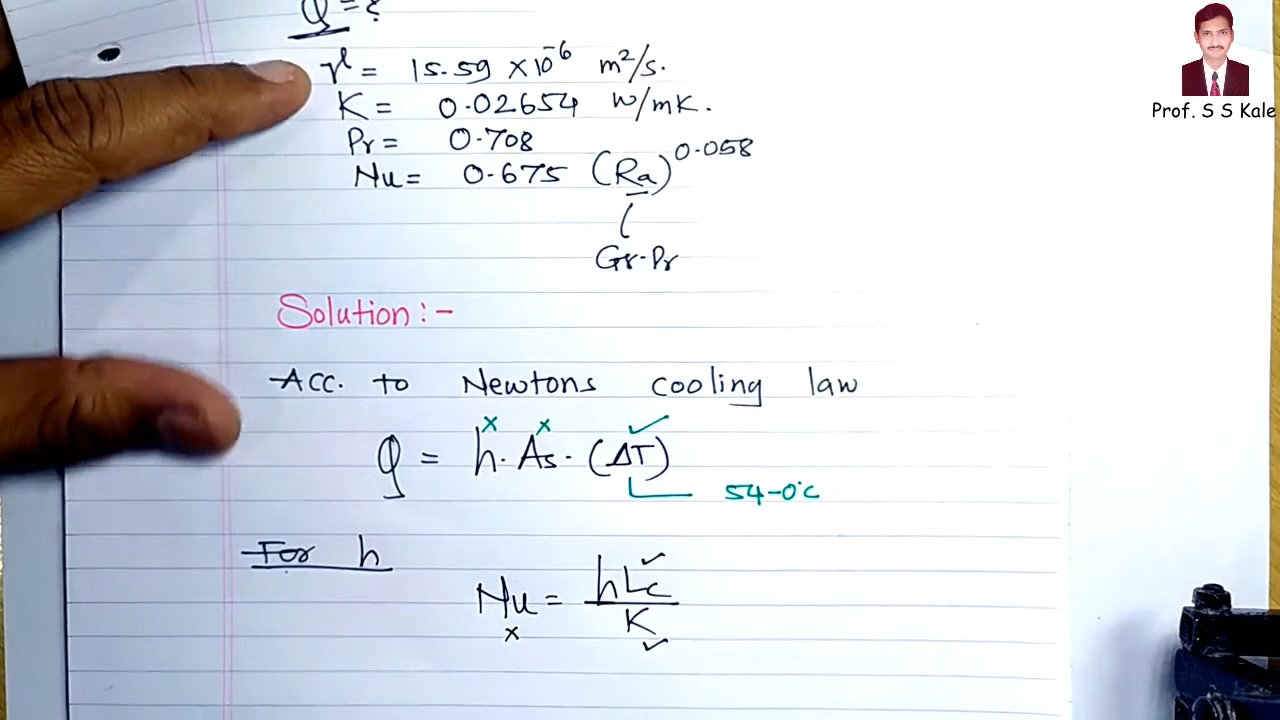 Q = ?
γ = 15.59 × 10⁻⁶ m²/s.
K = 0.02654 W/mK.
Pr = 0.708
Nu = 0.675 (Ra)^0.058
Gr·Pr
Solution :-
Acc. to Newtons cooling law
x x ✓
Q = h. As. (ΔT)
54-0°C
For h
Nu = hLc / K
x ✓ ✓
Prof. S S Kale